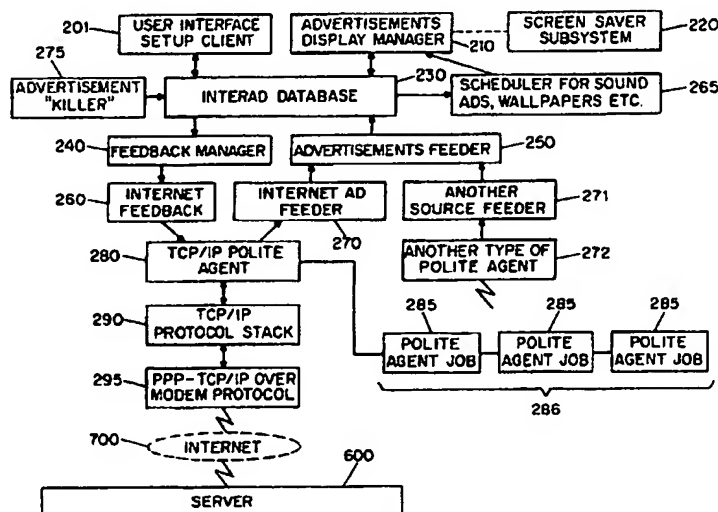 201
USER INTERFACE
SETUP CLIENT
ADVERTISEMENTS
DISPLAY MANAGER
210
SCREEN SAVER
SUBSYSTEM
220
275
ADVERTISEMENT
"KILLER"
230
INTERAD DATABASE
SCHEDULER FOR SOUND
ADS, WALLPAPERS ETC.
265
240
FEEDBACK MANAGER
ADVERTISEMENTS FEEDER
250
260
INTERNET
FEEDBACK
INTERNET AD
FEEDER
270
ANOTHER
SOURCE FEEDER
271
280
TCP/IP POLITE
AGENT
ANOTHER TYPE OF
POLITE AGENT
272
290
TCP/IP
PROTOCOL STACK
285
285
285
POLITE
AGENT JOB
POLITE
AGENT JOB
POLITE
AGENT JOB
286
295
PPP-TCP/IP OVER
MODEM PROTOCOL
700
INTERNET
600
SERVER